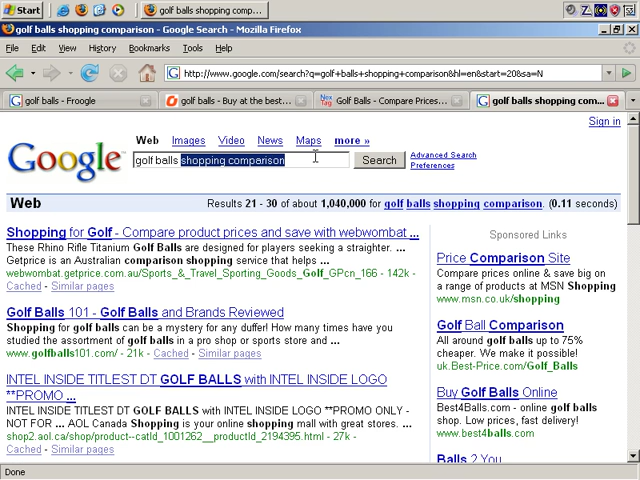 Start
golf balls shopping com...
golf balls shopping comparison - Google Search - Mozilla Firefox
File Edit View History Bookmarks Tools Help
http://www.google.com/search?q=golf+balls+shopping+comparison&hl=en&start=20&sa=N
golf balls - Froogle
golf balls - Buy at the best...
Nex Tag
Golf Balls - Compare Prices...
golf balls shopping com...
Sign in
Google
Web Images Video News Maps more »
golf balls shopping comparison
Search
Advanced Search
Preferences
Web
Results 21 - 30 of about 1,040,000 for golf balls shopping comparison. (0.11 seconds)
Shopping for Golf - Compare product prices and save with webwombat ...
These Rhino Rifle Titanium Golf Balls are designed for players seeking a straighter. ...
Getprice is an Australian comparison shopping service that helps ...
webwombat.getprice.com.au/Sports_&_Travel_Sporting_Goods_Golf_GPcn_166 - 142k -
Cached - Similar pages
Golf Balls 101 - Golf Balls and Brands Reviewed
Shopping for golf balls can be a mystery for any duffer! How many times have you
studied the assortment of golf balls in a pro shop or sports store and ...
www.golfballs101.com/ - 21k - Cached - Similar pages
INTEL INSIDE TITLEST DT GOLF BALLS with INTEL INSIDE LOGO
**PROMO ...
INTEL INSIDE TITLEST DT GOLF BALLS with INTEL INSIDE LOGO **PROMO ONLY -
NOT FOR ... AOL Canada Shopping is your online shopping mall with great stores. ...
shop2.aol.ca/shop/product--catId_1001262__productId_2194395.html - 27k -
Cached - Similar pages
Sponsored Links
Price Comparison Site
Compare prices online & save big on
a range of products at MSN Shopping
www.msn.co.uk/shopping
Golf Ball Comparison
All around golf balls up to 75%
cheaper. We make it possible!
uk.Best-Price.com/Golf_Balls
Buy Golf Balls Online
Best4Balls.com - online golf ball
shop. Low prices, fast delivery!
www.best4balls.com
Balls 2 You
Done